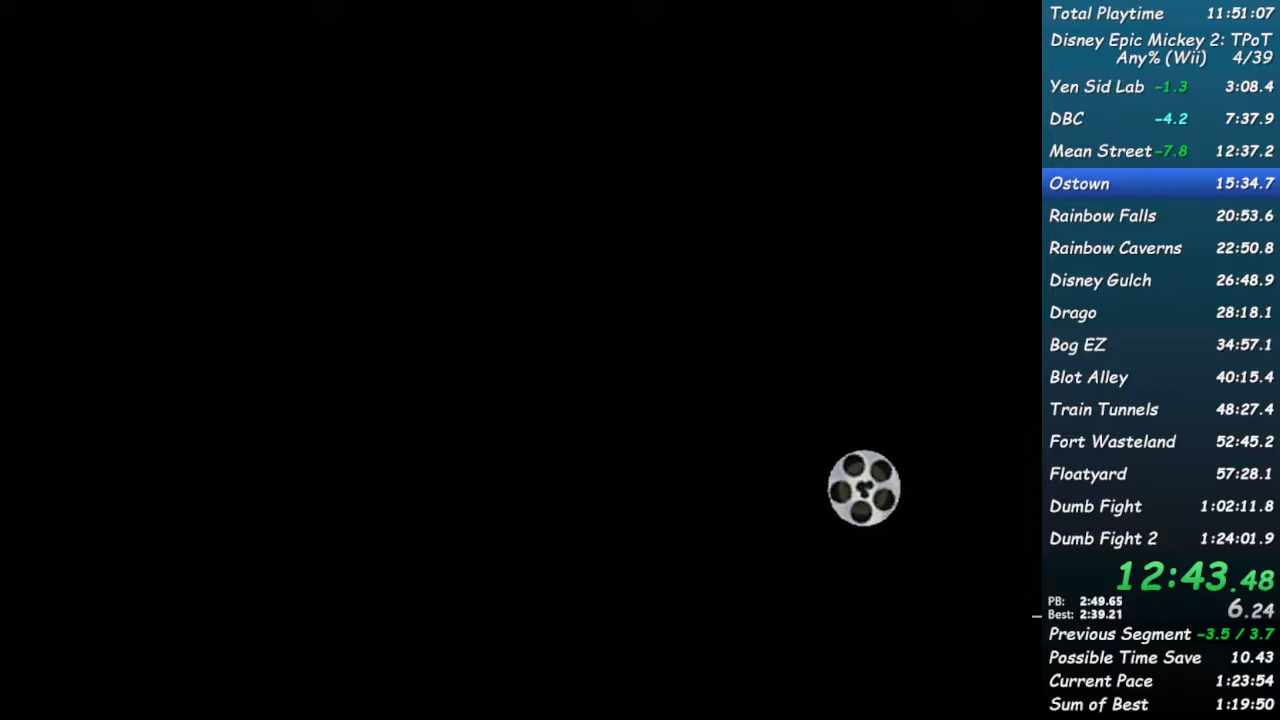 Total Playtime 11:51:07
Disney Epic Mickey 2: TPoT
Any% (Wii) 4/39
Yen Sid Lab -1.3 3:08.4
DBC -4.2 7:37.9
Mean Street -7.8 12:37.2
Ostown 15:34.7
Rainbow Falls 20:53.6
Rainbow Caverns 22:50.8
Disney Gulch 26:48.9
Drago 28:18.1
Bog EZ 34:57.1
Blot Alley 40:15.4
Train Tunnels 48:27.4
Fort Wasteland 52:45.2
Floatyard 57:28.1
Dumb Fight 1:02:11.8
Dumb Fight 2 1:24:01.9
12:43.48
PB: 2:49.65 6.24
Best: 2:39.21
Previous Segment -3.5 / 3.7
Possible Time Save 10.43
Current Pace 1:23:54
Sum of Best 1:19:50